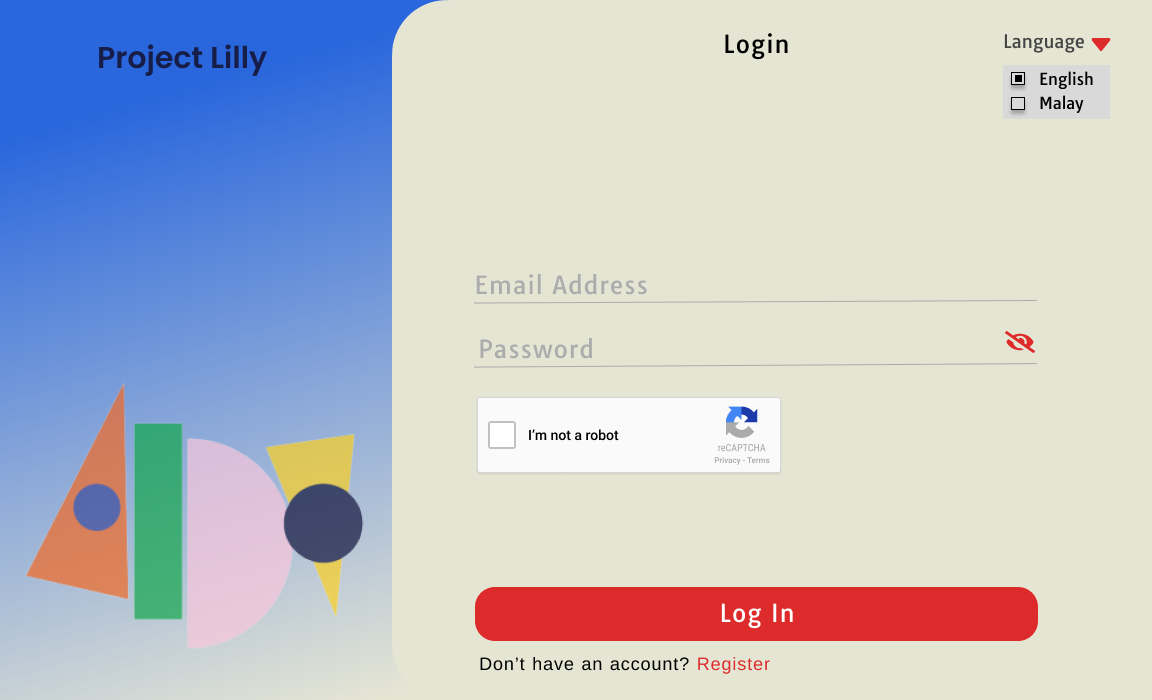 Project Lilly
Login
Language
English
Malay
Email Address
Password
I'm not a robot
reCAPTCHA
Privacy - Terms
Log In
Don't have an account? Register